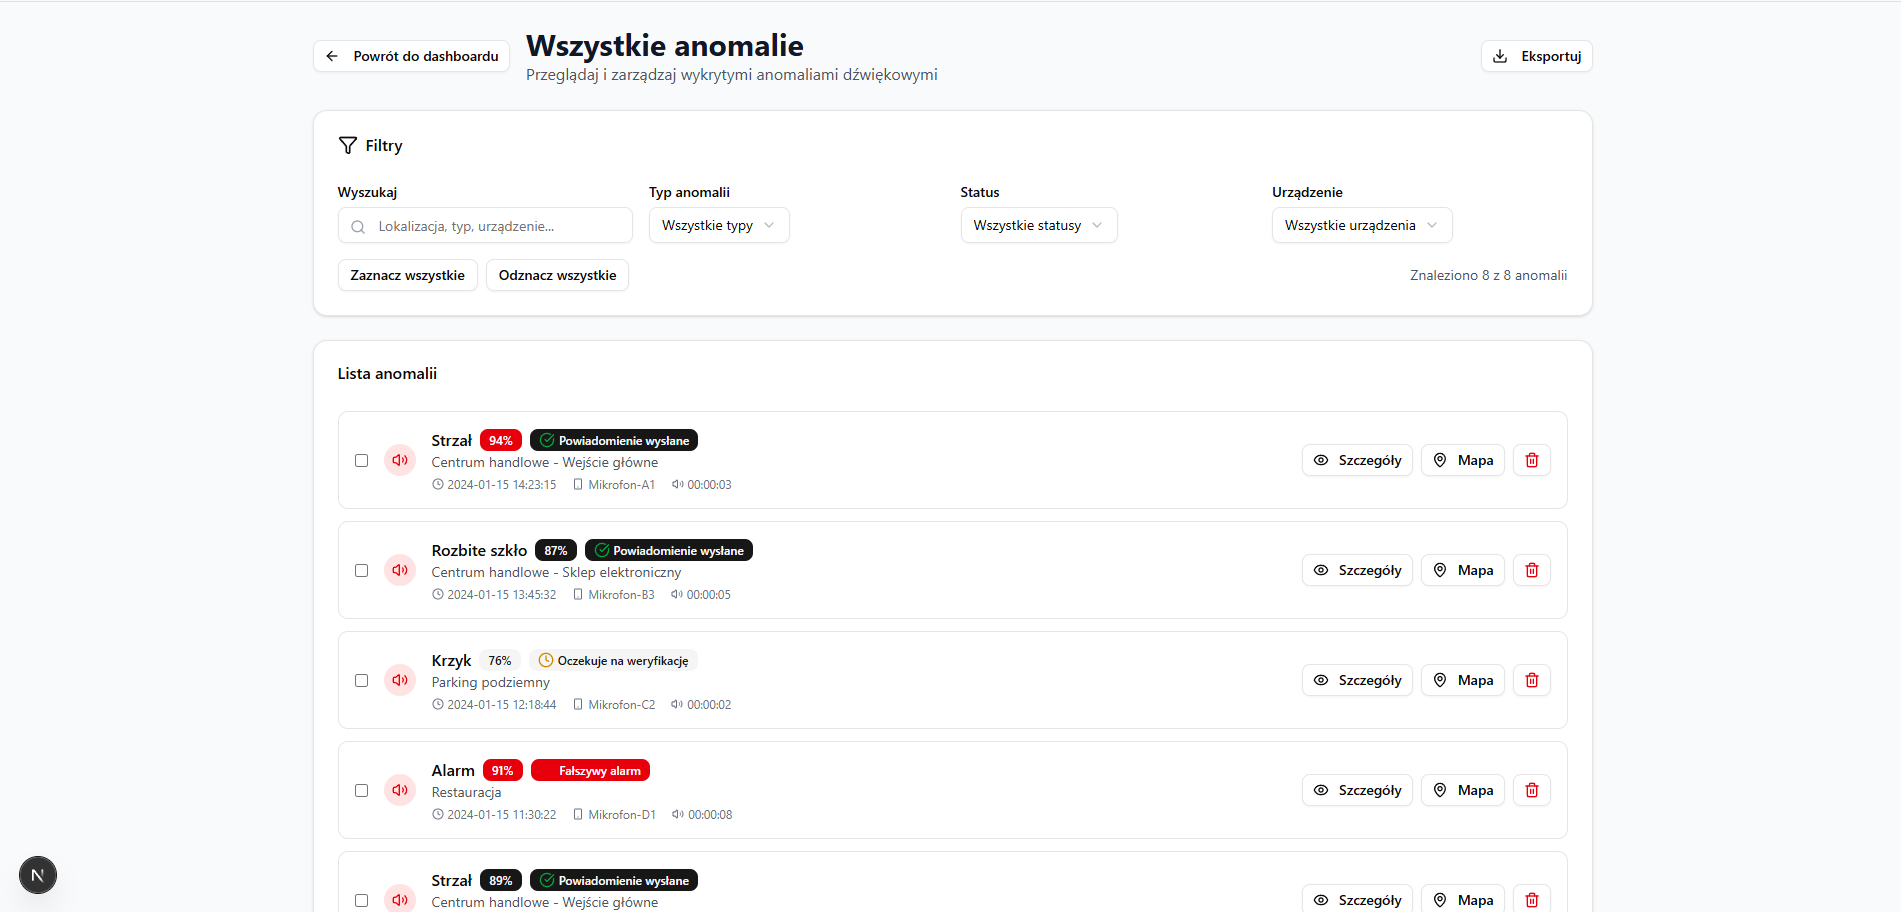 Powrót do dashboardu
Wszystkie anomalie
Przeglądaj i zarządzaj wykrytymi anomaliami dźwiękowymi
Eksportuj
Filtry
Wyszukaj
Typ anomalii
Status
Urządzenie
Lokalizacja, typ, urządzenie...
Wszystkie typy
Wszystkie statusy
Wszystkie urządzenia
Zaznacz wszystkie
Odznacz wszystkie
Znaleziono 8 z 8 anomalii
Lista anomalii
Strzał 94% Powiadomienie wysłane
Centrum handlowe - Wejście główne
2024-01-15 14:23:15 Mikrofon-A1 00:00:03
Szczegóły Mapa
Rozbite szkło 87% Powiadomienie wysłane
Centrum handlowe - Sklep elektroniczny
2024-01-15 13:45:32 Mikrofon-B3 00:00:05
Szczegóły Mapa
Krzyk 76% Oczekuje na weryfikację
Parking podziemny
2024-01-15 12:18:44 Mikrofon-C2 00:00:02
Szczegóły Mapa
Alarm 91% Fałszywy alarm
Restauracja
2024-01-15 11:30:22 Mikrofon-D1 00:00:08
Szczegóły Mapa
Strzał 89% Powiadomienie wysłane
Centrum handlowe - Wejście główne
Szczegóły Mapa
N